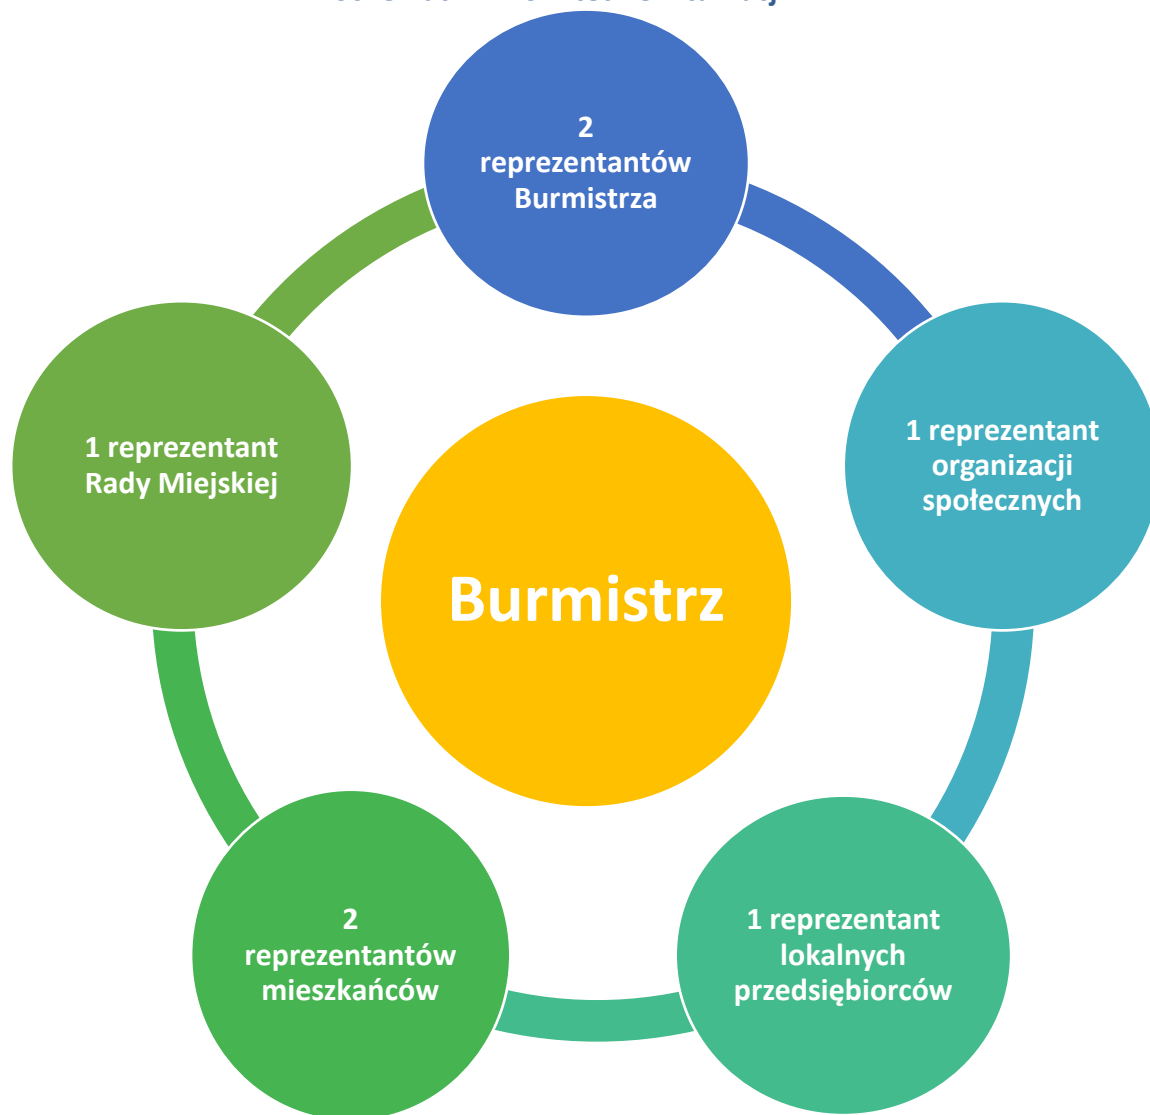 2
reprezentantów
Burmistrza
1 reprezentant
Rady Miejskiej
1 reprezentant
organizacji
społecznych
Burmistrz
2
reprezentantów
mieszkańców
1 reprezentant
lokalnych
przedsiębiorców